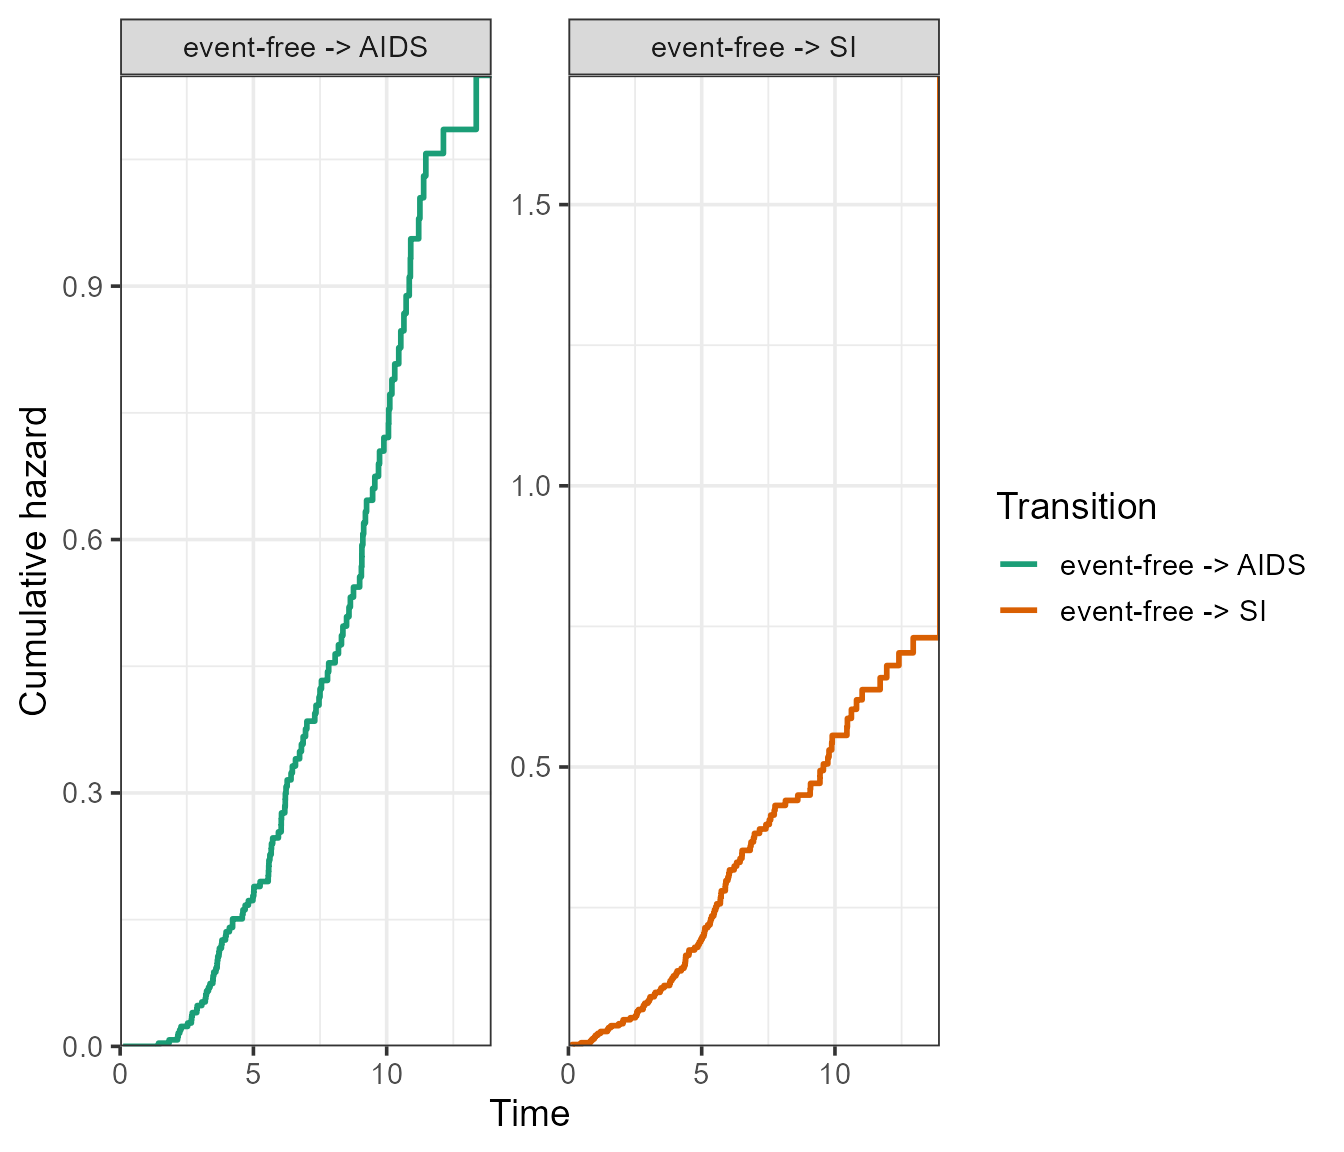 event-free -> AIDS
event-free -> SI
Cumulative hazard
0.9
0.6
0.3
0.0
1.5
1.0
0.5
0
5
10
0
5
10
Time
Transition
event-free -> AIDS
event-free -> SI